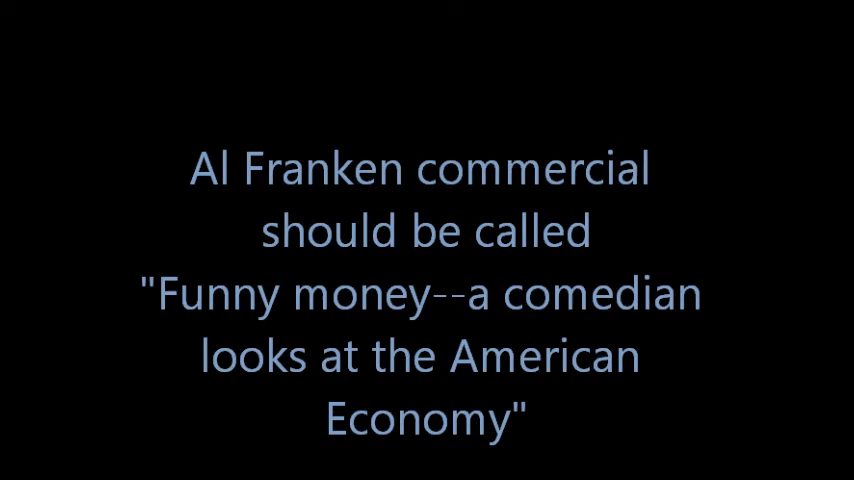 Al Franken commercial
should be called
"Funny money--a comedian
looks at the American
Economy"